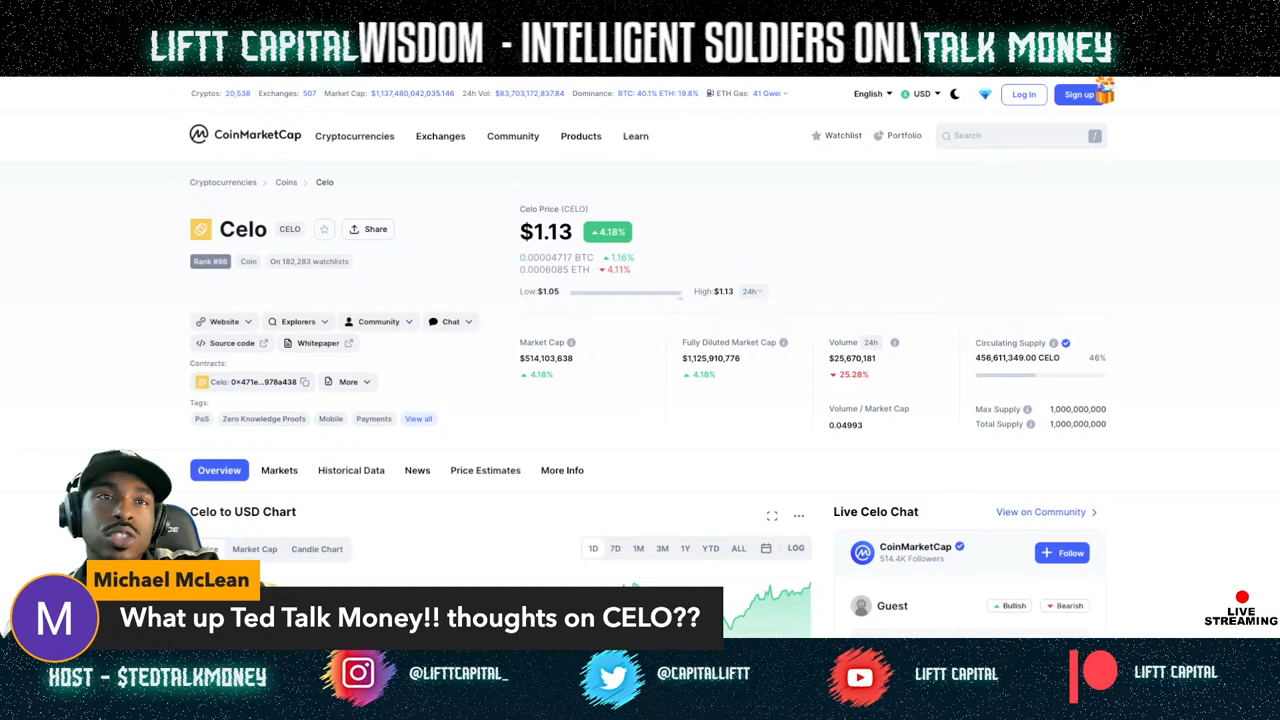 LIFTT CAPITAL WISDOM - INTELLIGENT SOLDIERS ONLY TALK MONEY
Cryptos: 20,538 Exchanges: 507 Market Cap: $1,137,480,042,035.146 24h Vol: $83,703,172,837.84 Dominance: BTC: 40.1% ETH: 19.8% ETH Gas: 41 Gwei
English USD Log In Sign up
CoinMarketCap Cryptocurrencies Exchanges Community Products Learn
Watchlist Portfolio Search /
Cryptocurrencies > Coins > Celo
Celo CELO Share
Rank #86 Coin On 182,283 watchlists
Celo Price (CELO)
$1.13 4.18%
0.00004717 BTC 1.16%
0.0006085 ETH 4.11%
Low: $1.05 High: $1.13 24h
Website Explorers Community Chat
Source code Whitepaper
Contracts:
Celo: 0x471e...978a438 More
Tags:
PoS Zero Knowledge Proofs Mobile Payments View all
Market Cap
$514,103,638
4.18%
Fully Diluted Market Cap
$1,125,910,776
4.18%
Volume 24h
$25,670,181
25.28%
Volume / Market Cap
0.04993
Circulating Supply
456,611,349.00 CELO 46%
Max Supply 1,000,000,000
Total Supply 1,000,000,000
Overview Markets Historical Data News Price Estimates More Info
Celo to USD Chart
Market Cap Candle Chart
1D 7D 1M 3M 1Y YTD ALL LOG
Live Celo Chat View on Community >
CoinMarketCap
514.4K Followers
+ Follow
Guest Bullish Bearish
Michael McLean
M
What up Ted Talk Money!! thoughts on CELO??
LIVE
STREAMING
HOST - $TEDTALKMONEY @LIFTTCAPITAL_ @CAPITALLIFTT LIFTT CAPITAL LIFTT CAPITAL